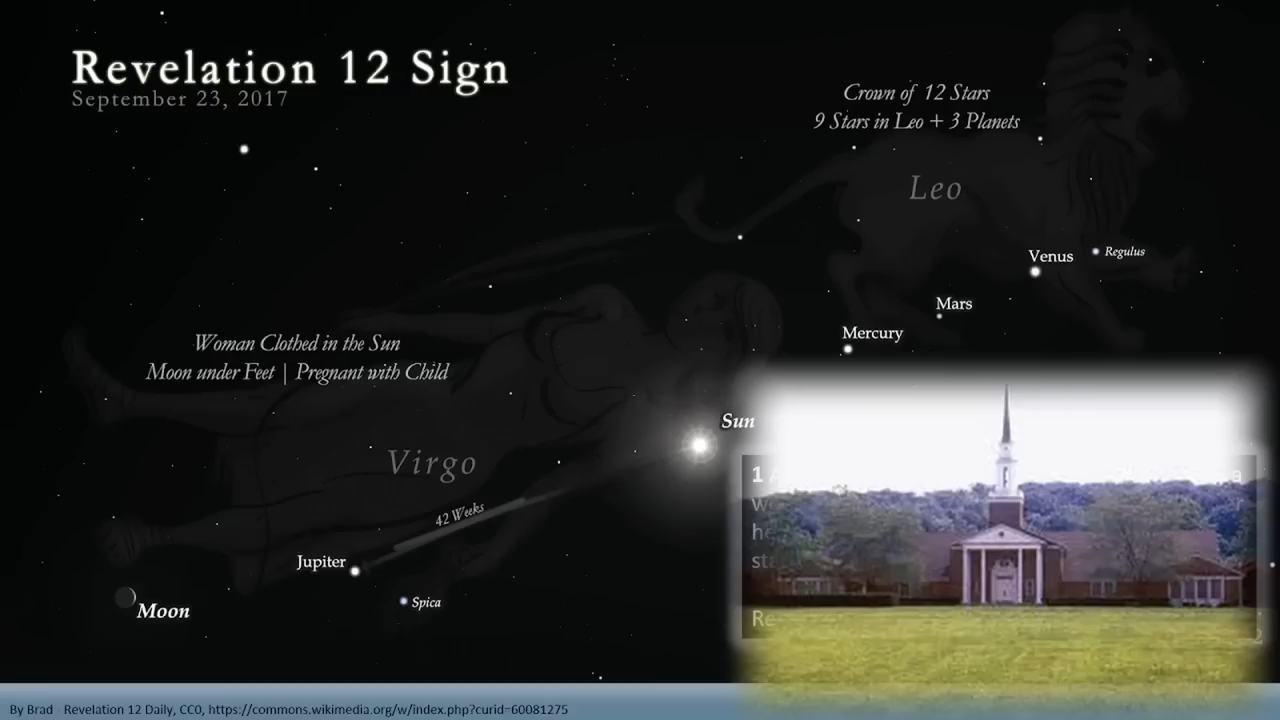 Revelation 12 Sign
September 23, 2017
Crown of 12 Stars
9 Stars in Leo + 3 Planets
Leo
Venus
Regulus
Mars
Mercury
Woman Clothed in the Sun
Moon under Feet | Pregnant with Child
Sun
Virgo
1
42 Weeks
Jupiter
Spica
Moon
By Brad - Revelation 12 Daily, CC0, https://commons.wikimedia.org/w/index.php?curid=60081275